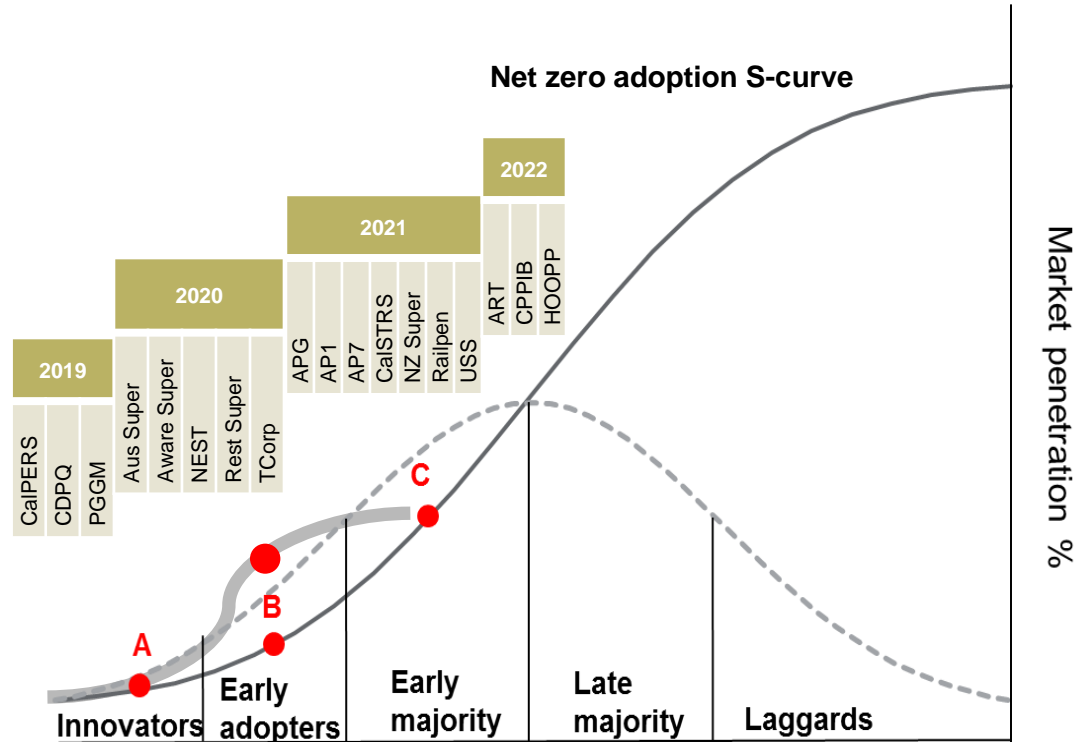 Net zero adoption S-curve
2022
ART
CPPIB
HOOPP
2021
APG
AP1
AP7
CalSTRS
NZ Super
Railpen
USS
2020
Aus Super
Aware Super
NEST
Rest Super
TCorp
2019
CalPERS
CDPQ
PGGM
Market penetration %
C
B
A
Innovators
Early
adopters
Early
majority
Late
majority
Laggards